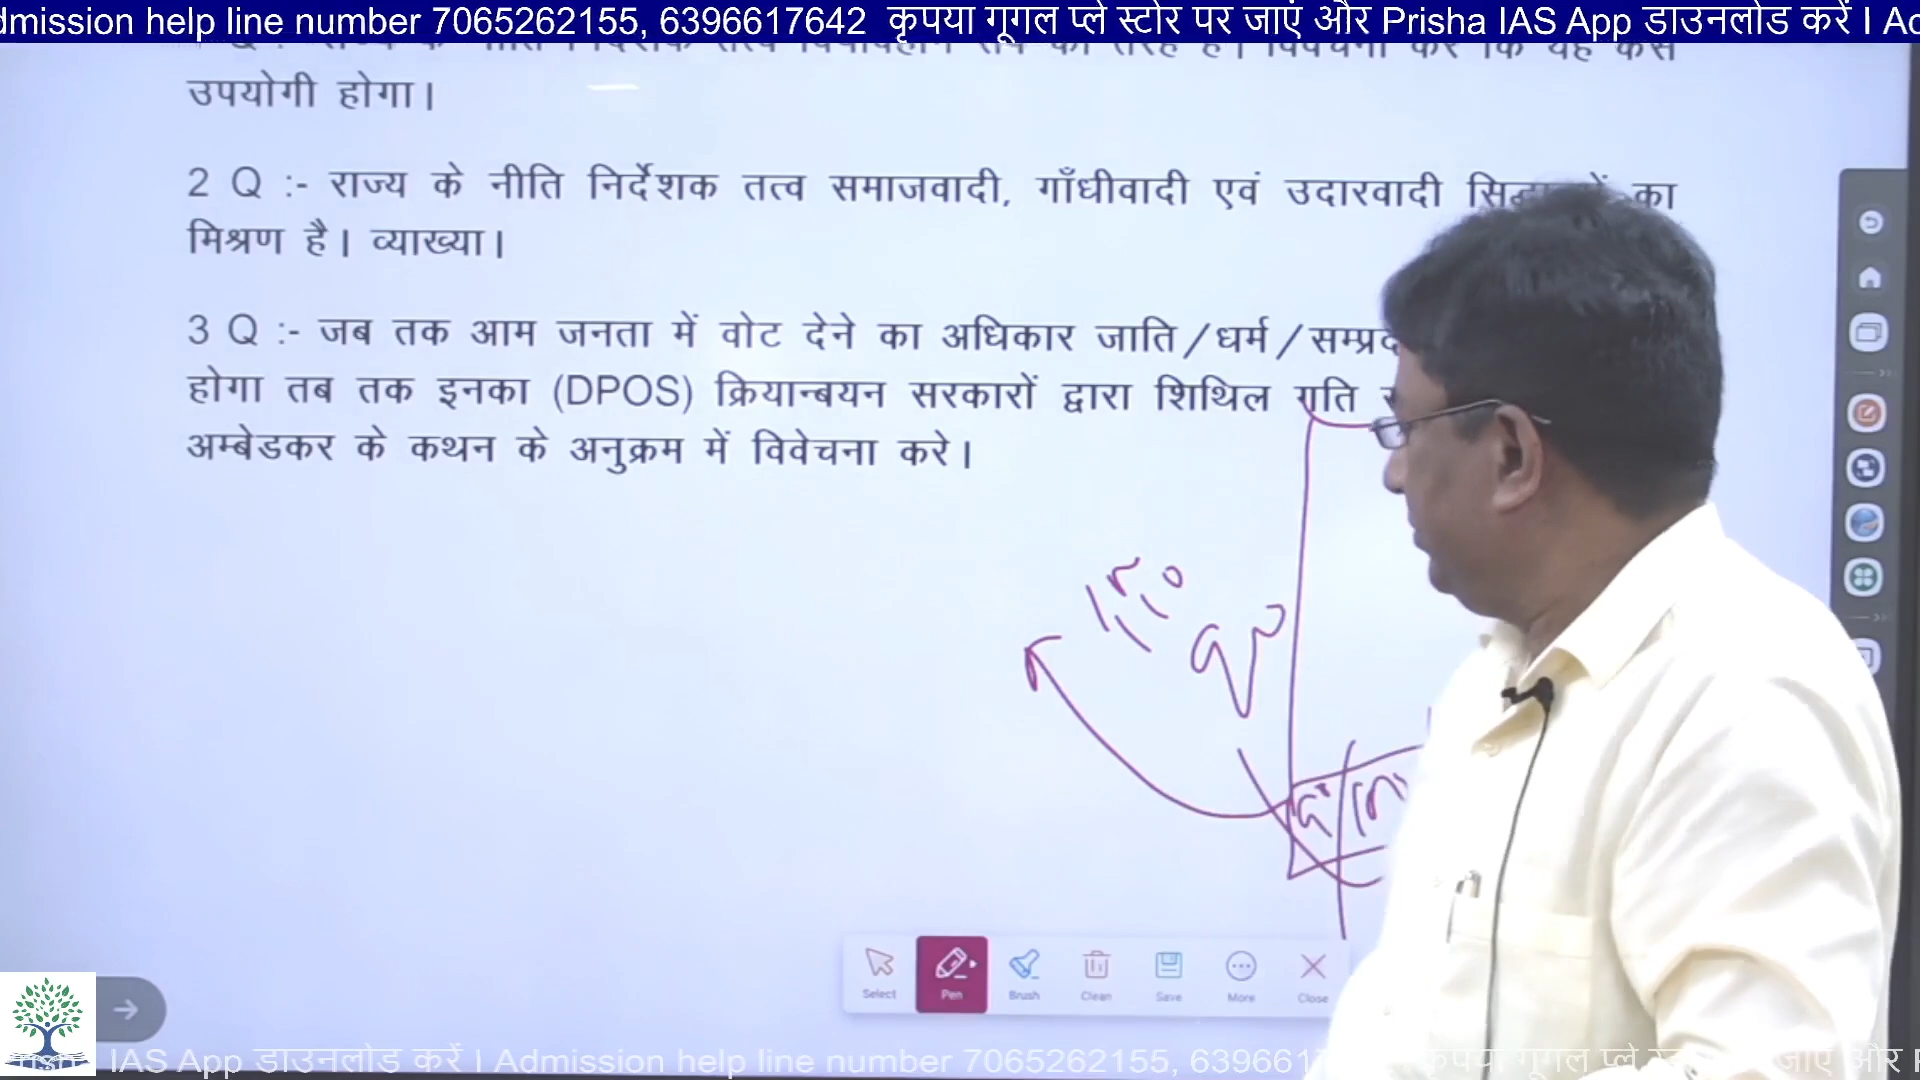 dmission help line number 7065262155, 6396617642 कृपया गूगल प्ले स्टोर पर जाएं और Prisha IAS App डाउनलोड करें I Ad
उपयोगी होगा।
2 Q :- राज्य के नीति निर्देशक तत्व समाजवादी, गाँधीवादी एवं उदारवादी का
मिश्रण है। व्याख्या।
3 Q :- जब तक आम जनता में वोट देने का अधिकार जाति/धर्म/सम्प्रद
होगा तब तक इनका (DPOS) क्रियान्बयन सरकारों द्वारा शिथिल गति
अम्बेडकर के कथन के अनुक्रम में विवेचना करे।
Select Pen Brush Clean Save More Close
IAS App डाउनलोड करें I Admission help line number 7065262155, 639661